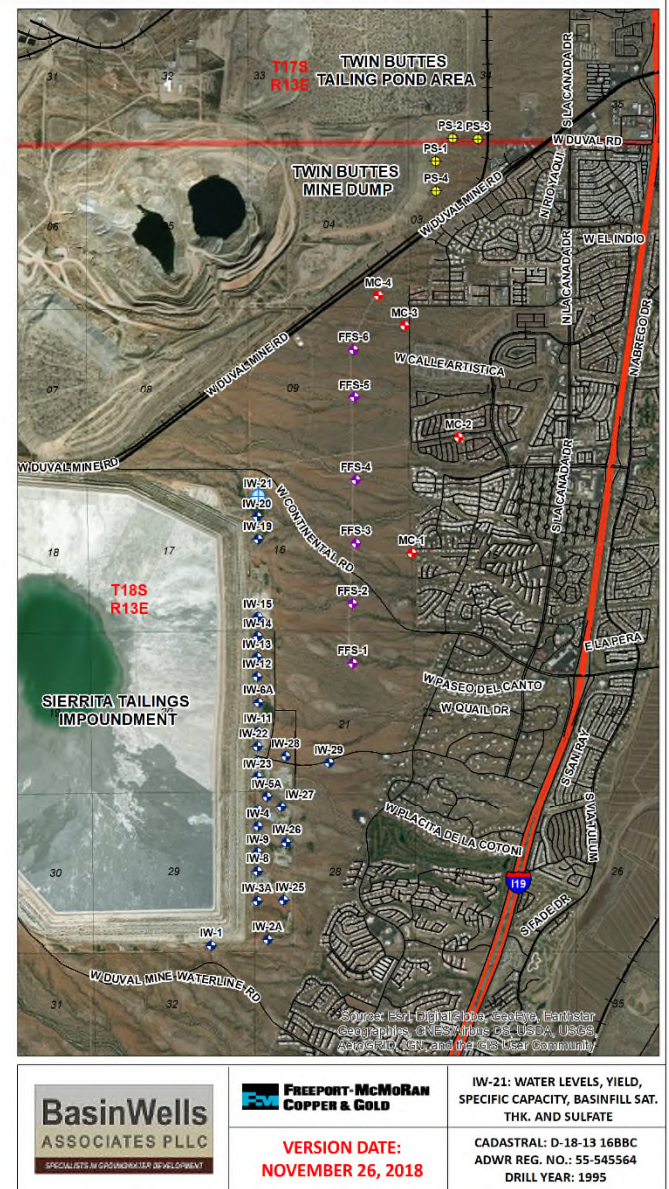 TWIN BUTTES
TAILING POND AREA
T17S
R13E
31
32
33
34
35
S LA CANADA DR
PS-2
PS-3
W DUVAL RD
PS-1
TWIN BUTTES
MINE DUMP
PS-4
N RIO YAQUI
W DUVAL MINE RD
06
05
04
03
W EL INDIO
N LA CANADA DR
MC-4
MC-3
N ABREGO DR
W DUVAL MINE RD
FFS-6
W CALLE ARTISTICA
07
08
09
FFS-5
MC-2
W DUVAL MINE RD
FFS-4
S LA CANADA DR
IW-21
IW-20
IW-19
W CONTINENTAL RD
FFS-3
MC-1
18
17
16
T18S
R13E
FFS-2
IW-15
IW-14
IW-13
E LA PERA
FFS-1
IW-12
W PASEO DEL CANTO
IW-6A
SIERRITA TAILINGS
IMPOUNDMENT
W QUAIL DR
IW-11
21
IW-22
IW-28
IW-29
S SAN RAY
IW-23
IW-5A
IW-27
S VIA TULUM
IW-4
W PLACITA DE LA COTONI
IW-9
IW-26
IW-8
30
29
28
26
I19
IW-3A
IW-25
S FADE DR
IW-1
IW-2A
W DUVAL MINE WATERLINE RD
31
32
33
35
Source: Esri, DigitalGlobe, GeoEye, Earthstar
Geographics, CNES/Airbus DS, USDA, USGS,
AeroGRID, IGN, and the GIS User Community
BasinWells
ASSOCIATES PLLC
SPECIALISTS IN GROUNDWATER DEVELOPMENT
FREEPORT-MCMORAN
COPPER & GOLD
VERSION DATE:
NOVEMBER 26, 2018
IW-21: WATER LEVELS, YIELD,
SPECIFIC CAPACITY, BASINFILL SAT.
THK. AND SULFATE
CADASTRAL: D-18-13 16BBC
ADWR REG. NO.: 55-545564
DRILL YEAR: 1995